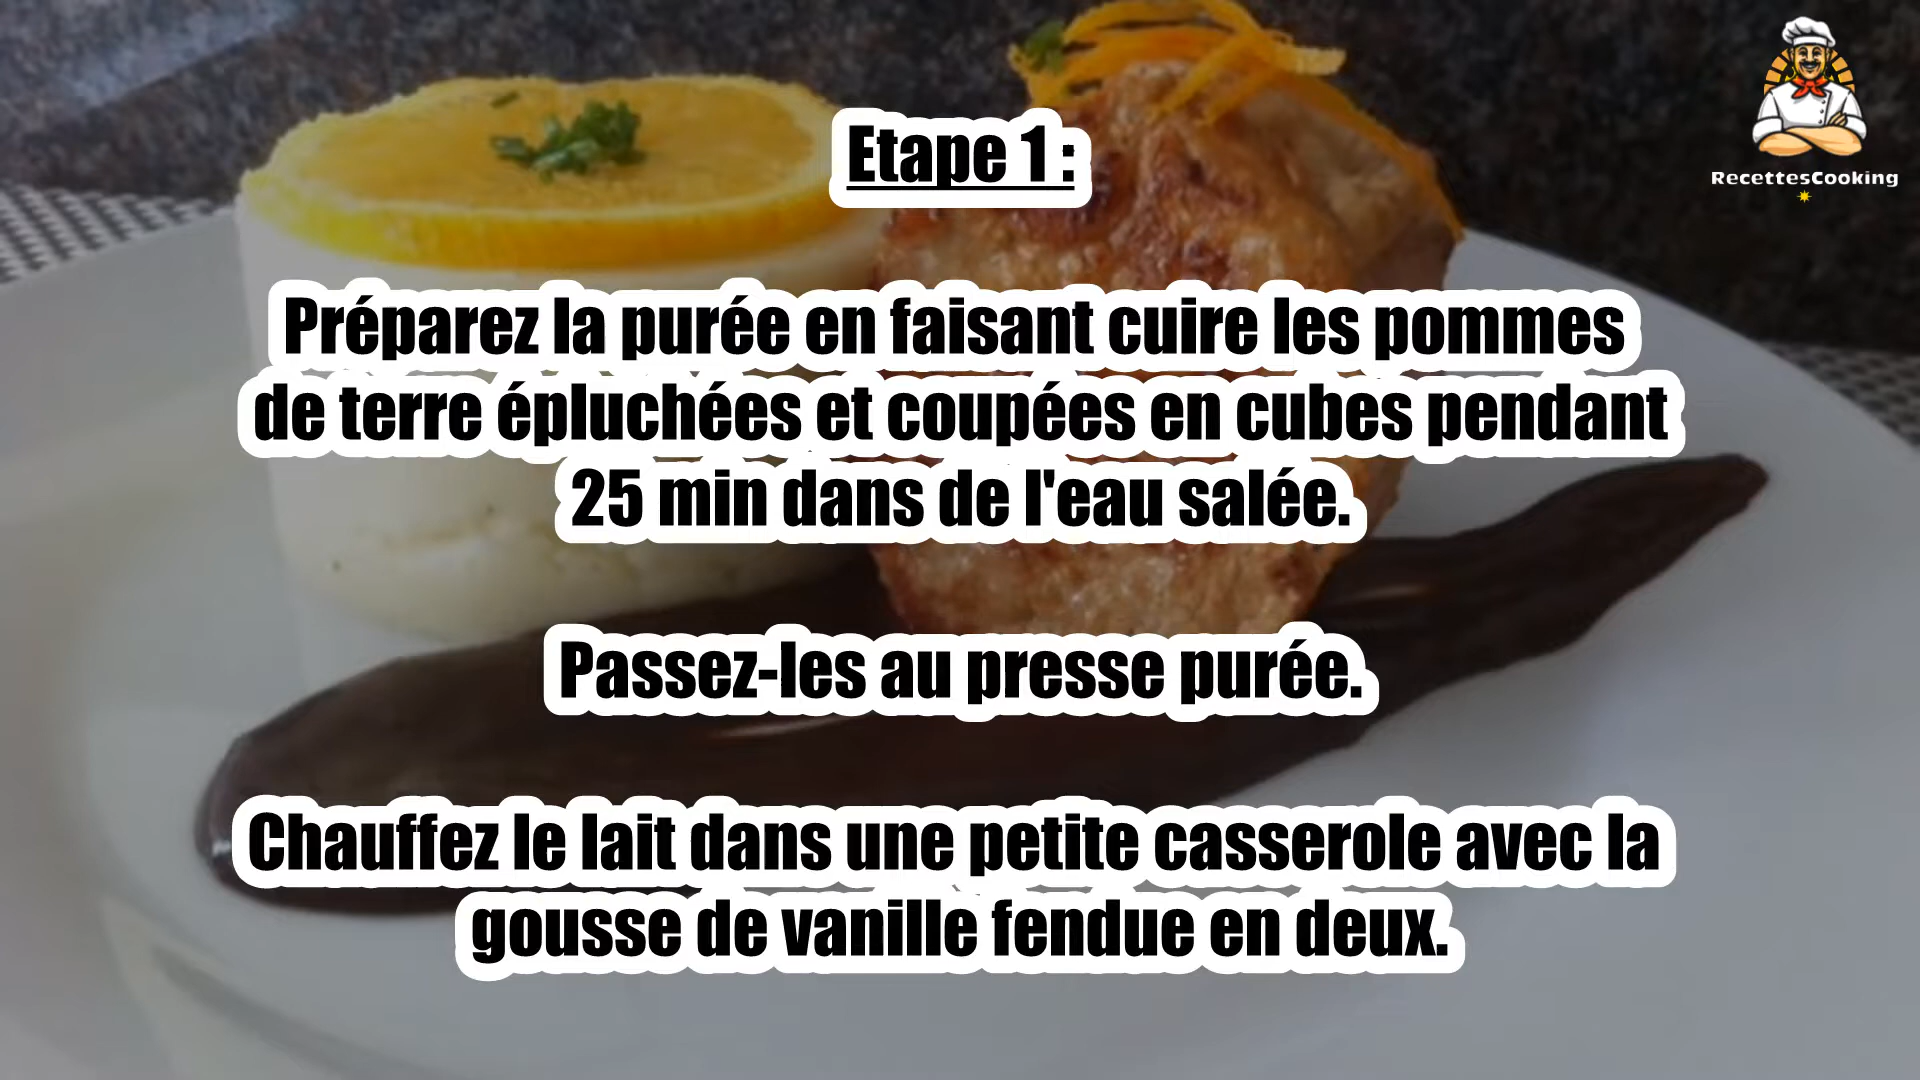 RecettesCooking
Etape 1 :
Préparez la purée en faisant cuire les pommes
de terre épluchées et coupées en cubes pendant
25 min dans de l'eau salée.
Passez-les au presse purée.
Chauffez le lait dans une petite casserole avec la
gousse de vanille fendue en deux.